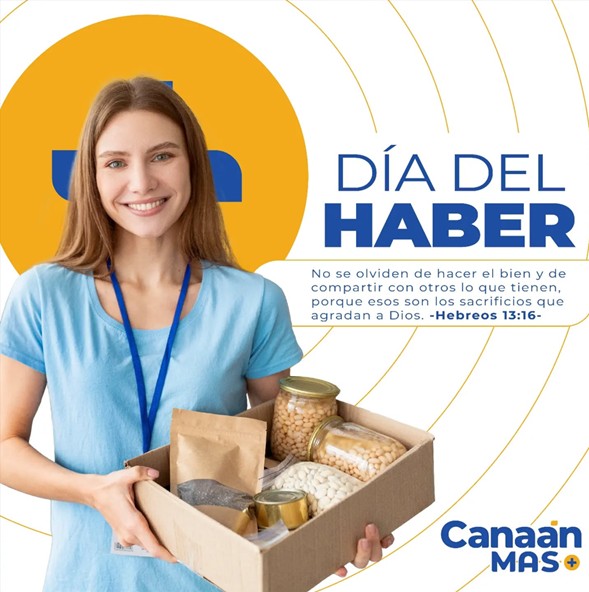 DÍA DEL
HABER
No se olviden de hacer el bien y de
compartir con otros lo que tienen,
porque esos son los sacrificios que
agradan a Dios. -Hebreos 13:16-
Canaán
MAS+